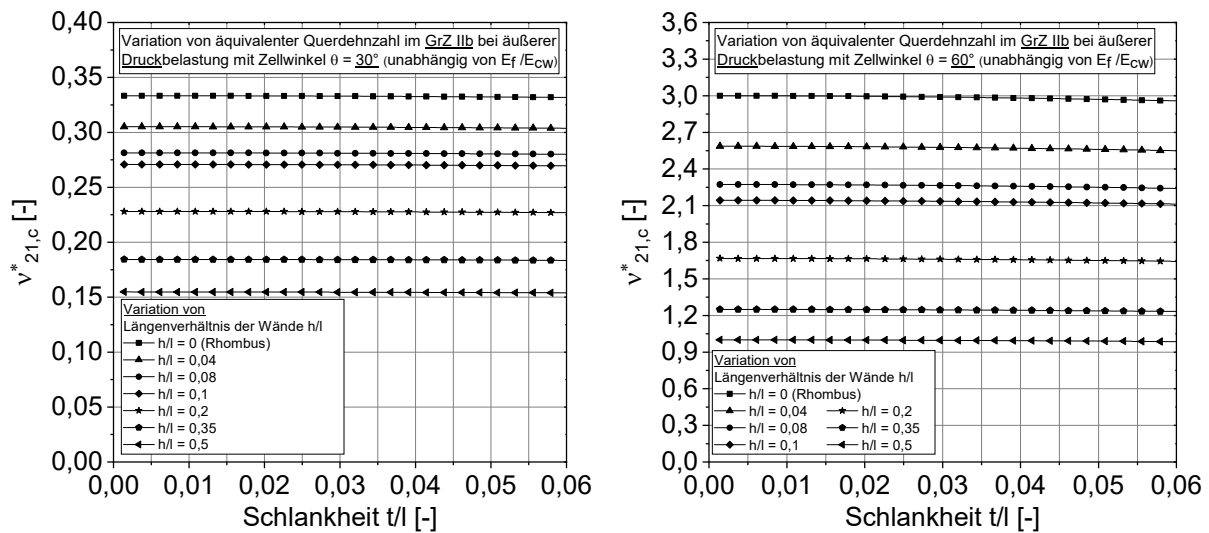 Variation von äquivalenter Querdehnzahl im GrZ IIb bei äußerer
Druckbelastung mit Zellwinkel θ = 30° (unabhängig von Ef /Ecw)
0,40
0,35
0,30
0,25
0,20
0,15
0,10
0,05
0,00
ν*21,c [-]
Variation von
Längenverhältnis der Wände h/l
h/l = 0 (Rhombus)
h/l = 0,04
h/l = 0,08
h/l = 0,1
h/l = 0,2
h/l = 0,35
h/l = 0,5
0,00 0,01 0,02 0,03 0,04 0,05 0,06
Schlankheit t/l [-]
Variation von äquivalenter Querdehnzahl im GrZ IIb bei äußerer
Druckbelastung mit Zellwinkel θ = 60° (unabhängig von Ef /Ecw)
3,6
3,3
3,0
2,7
2,4
2,1
1,8
1,5
1,2
0,9
0,6
0,3
0,0
ν*21,c [-]
Variation von
Längenverhältnis der Wände h/l
h/l = 0 (Rhombus)
h/l = 0,04 h/l = 0,2
h/l = 0,08 h/l = 0,35
h/l = 0,1 h/l = 0,5
0,00 0,01 0,02 0,03 0,04 0,05 0,06
Schlankheit t/l [-]